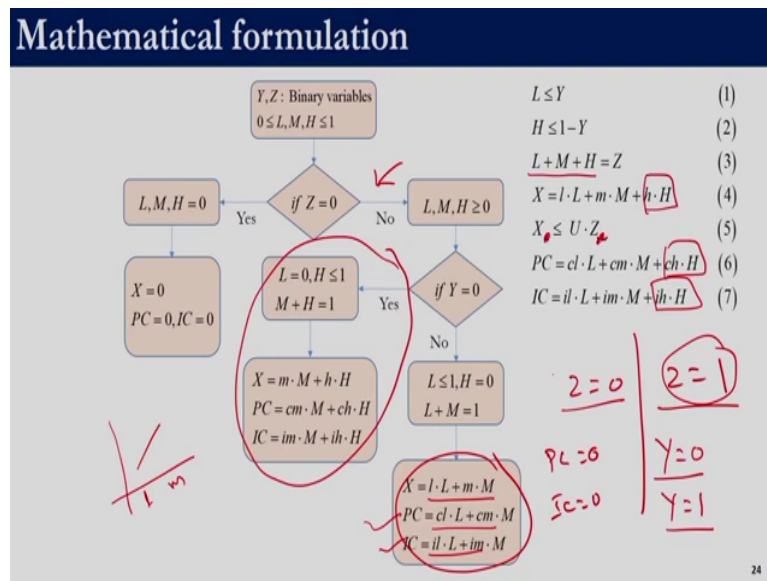 Mathematical formulation
Y,Z : Binary variables
0 ≤ L,M,H ≤ 1
if Z = 0
Yes
No
L,M,H = 0
L,M,H ≥ 0
X = 0
PC = 0, IC = 0
if Y = 0
Yes
No
L = 0, H ≤ 1
M + H = 1
X = m·M + h·H
PC = cm·M + ch·H
IC = im·M + ih·H
L ≤ 1, H = 0
L + M = 1
X = l·L + m·M
PC = cl·L + cm·M
IC = il·L + im·M
L ≤ Y (1)
H ≤ 1−Y (2)
L + M + H = Z (3)
X = l·L + m·M + h·H (4)
X ≤ U·Z (5)
PC = cl·L + cm·M + ch·H (6)
IC = il·L + im·M + ih·H (7)
Z=0 Z=1
PC=0 Y=0
IC=0 Y=1
l m
24